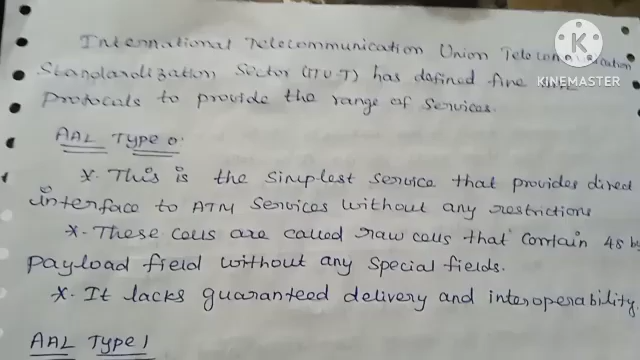 International Telecommunication Union Telecommunication
Standardization Sector (ITU-T) has defined five
Protocols to provide the range of services.
AAL Type 0:
*. This is the simplest service that provides direct
interface to ATM services without any restrictions
*. These cells are called raw cells that contain 48 by
payload field without any special fields.
*. It lacks guaranteed delivery and interoperability.
AAL Type 1
KINEMASTER